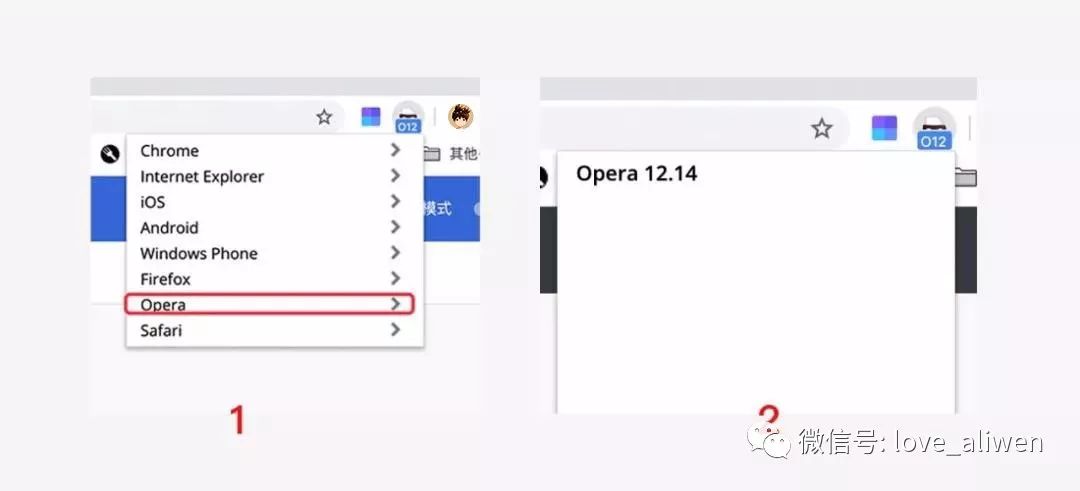 O12
Chrome
Internet Explorer
其他
iOS
模式
Android
Windows Phone
Firefox
Opera
Safari
1
O12
Opera 12.14
2
微信号: love_aliwen